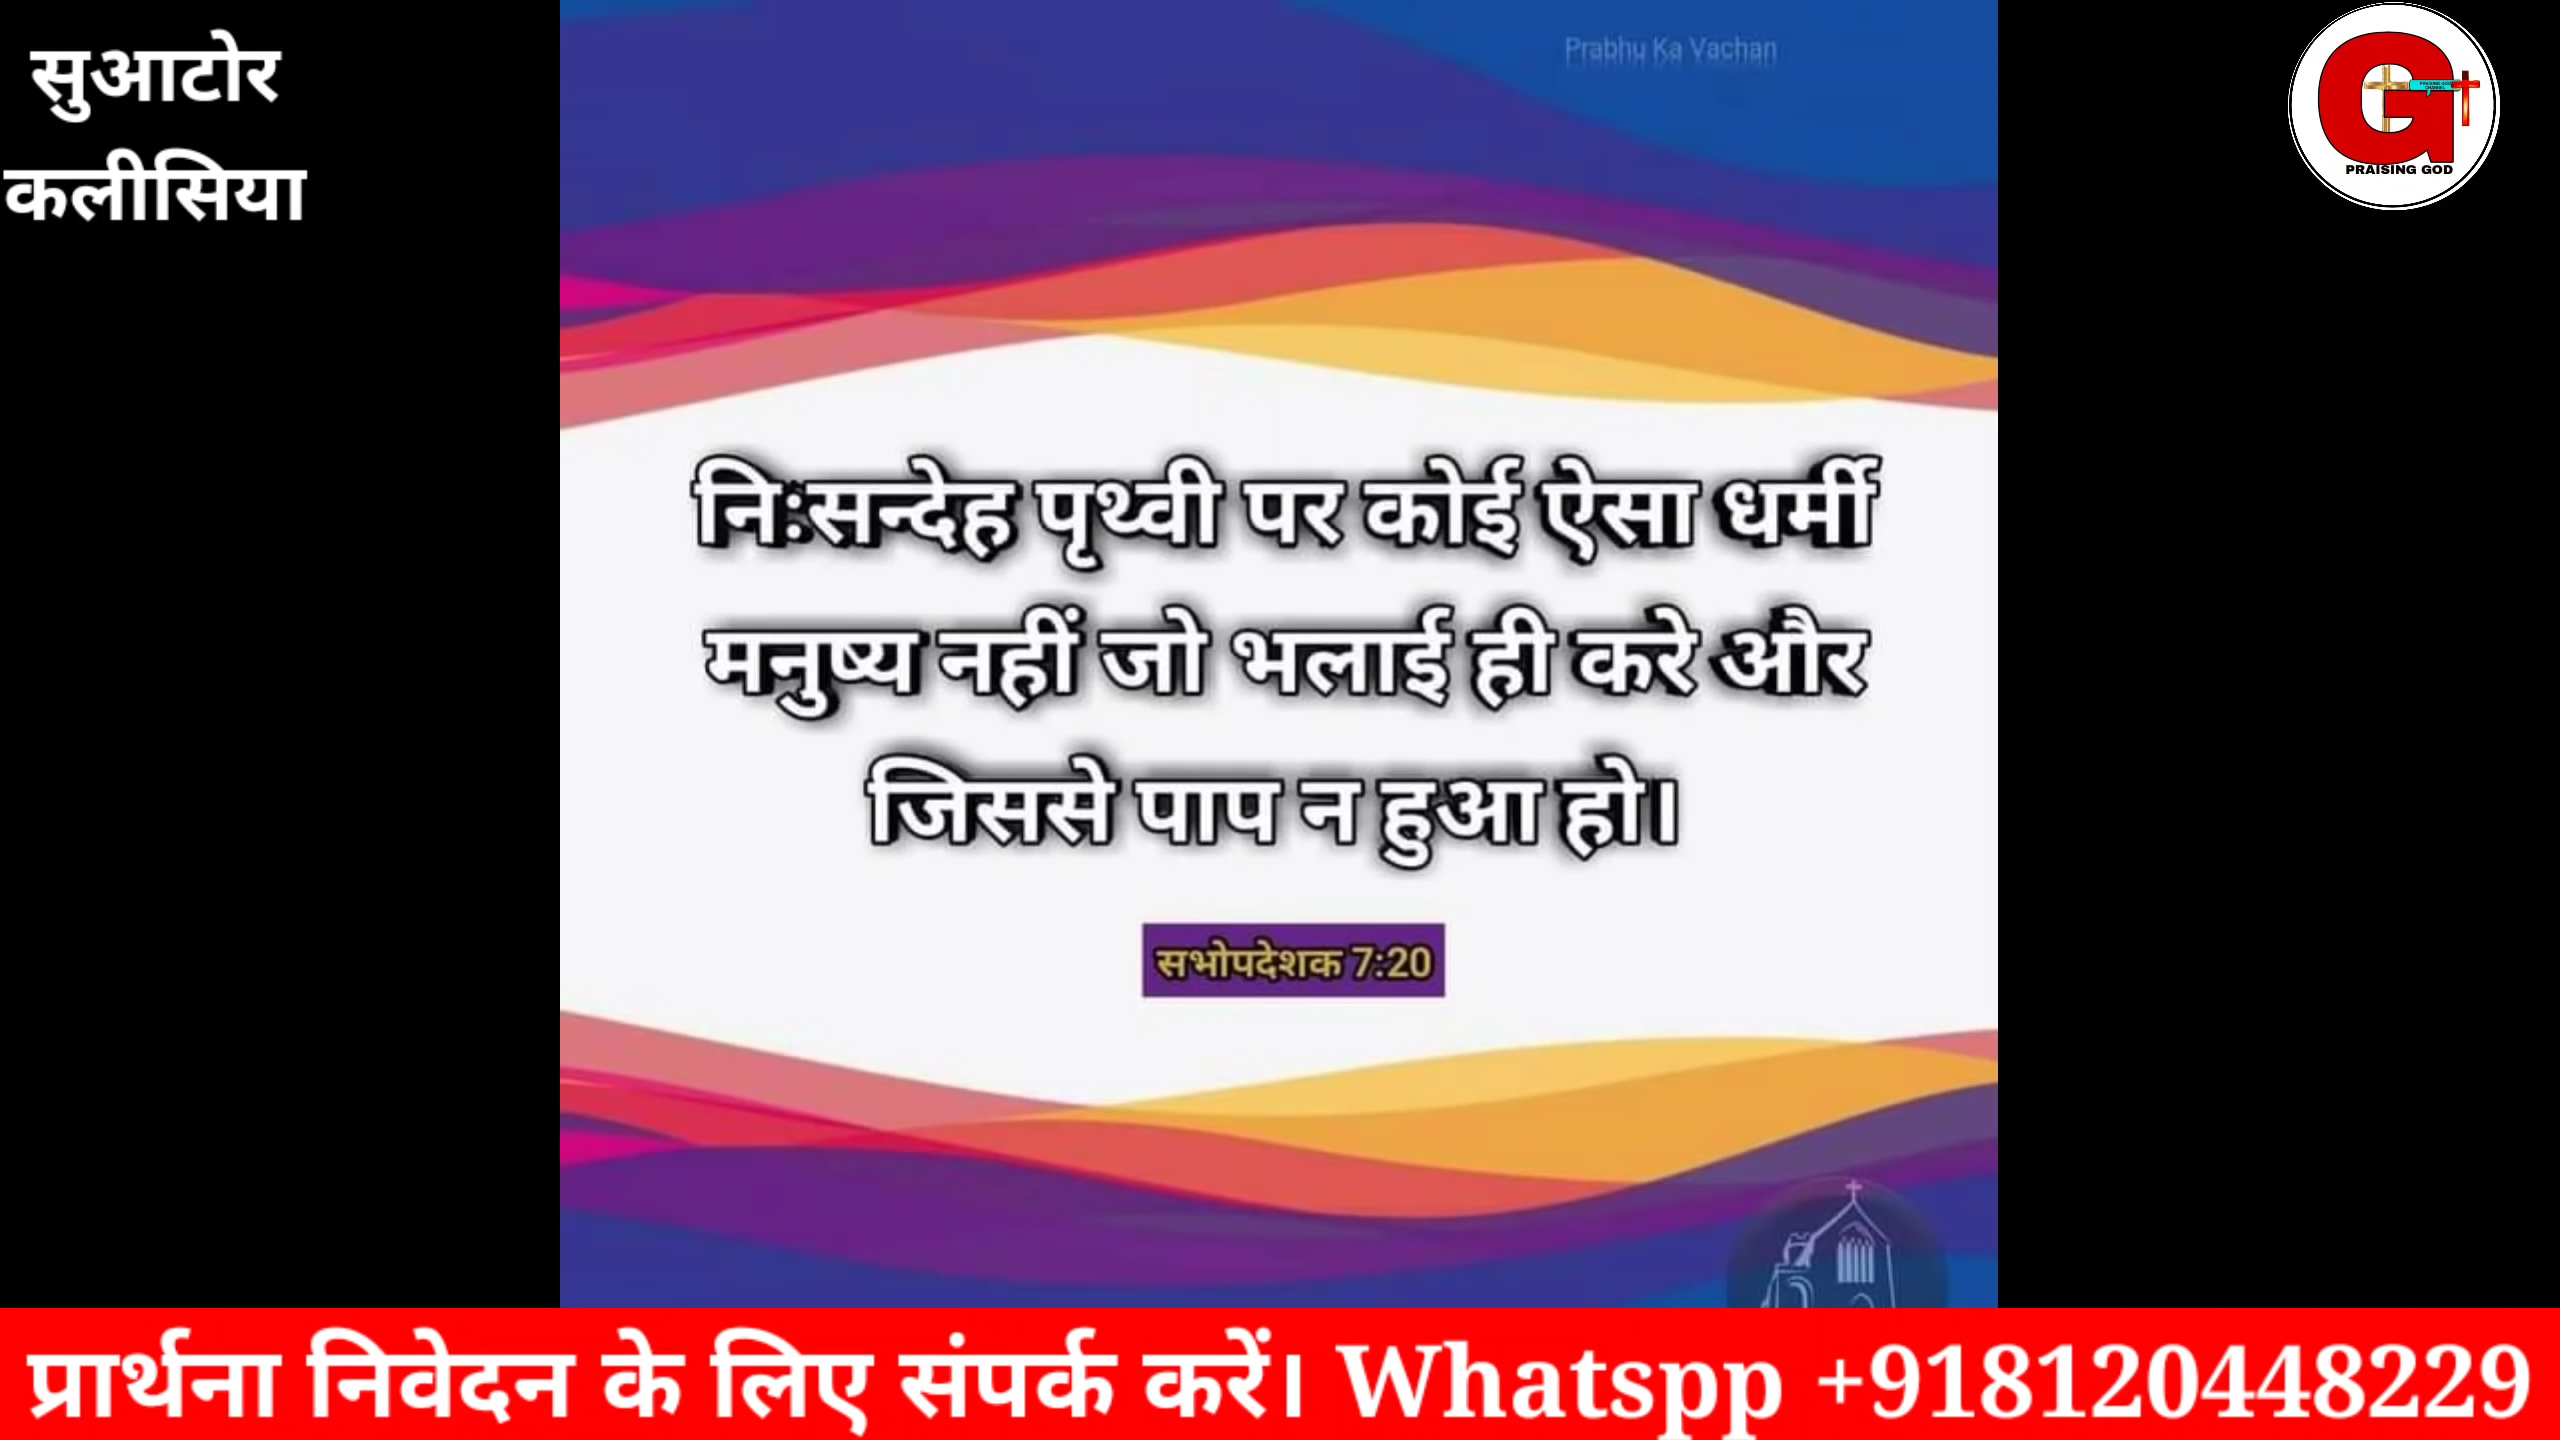 सुआटोर
कलीसिया
Prabhu Ka Vachan
PRAISING GOD
निःसन्देह पृथ्वी पर कोई ऐसा धर्मी
मनुष्य नहीं जो भलाई ही करे और
जिससे पाप न हुआ हो।
सभोपदेशक 7:20
प्रार्थना निवेदन के लिए संपर्क करें। Whatspp +918120448229